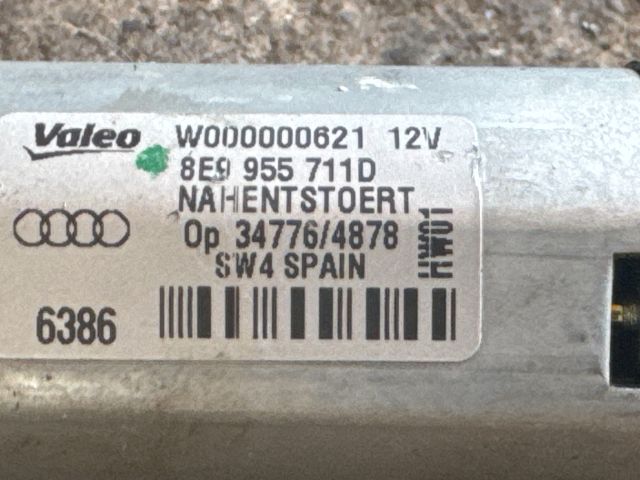 Valeo W000000621 12V
8E9 955 711D
NAHENTSTOERT
Op 34776/4878
SW4 SPAIN
HW01
6386